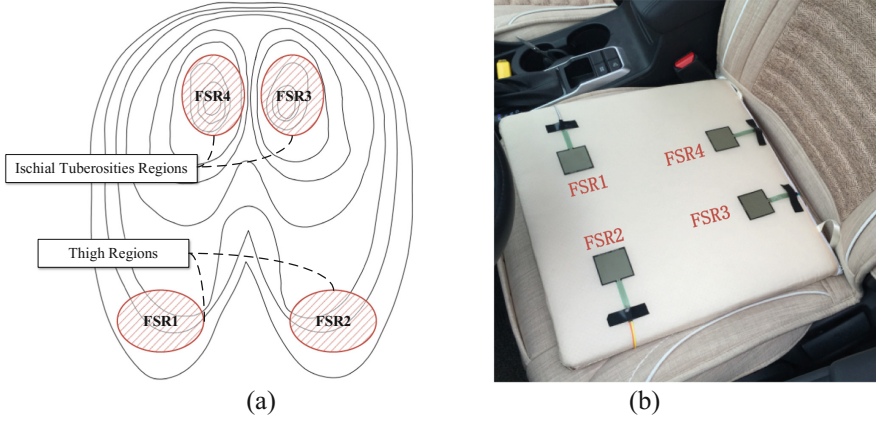 FSR4
FSR3
Ischial Tuberosities Regions
Thigh Regions
FSR1
FSR2
(a)
FSR1
FSR4
FSR3
FSR2
(b)